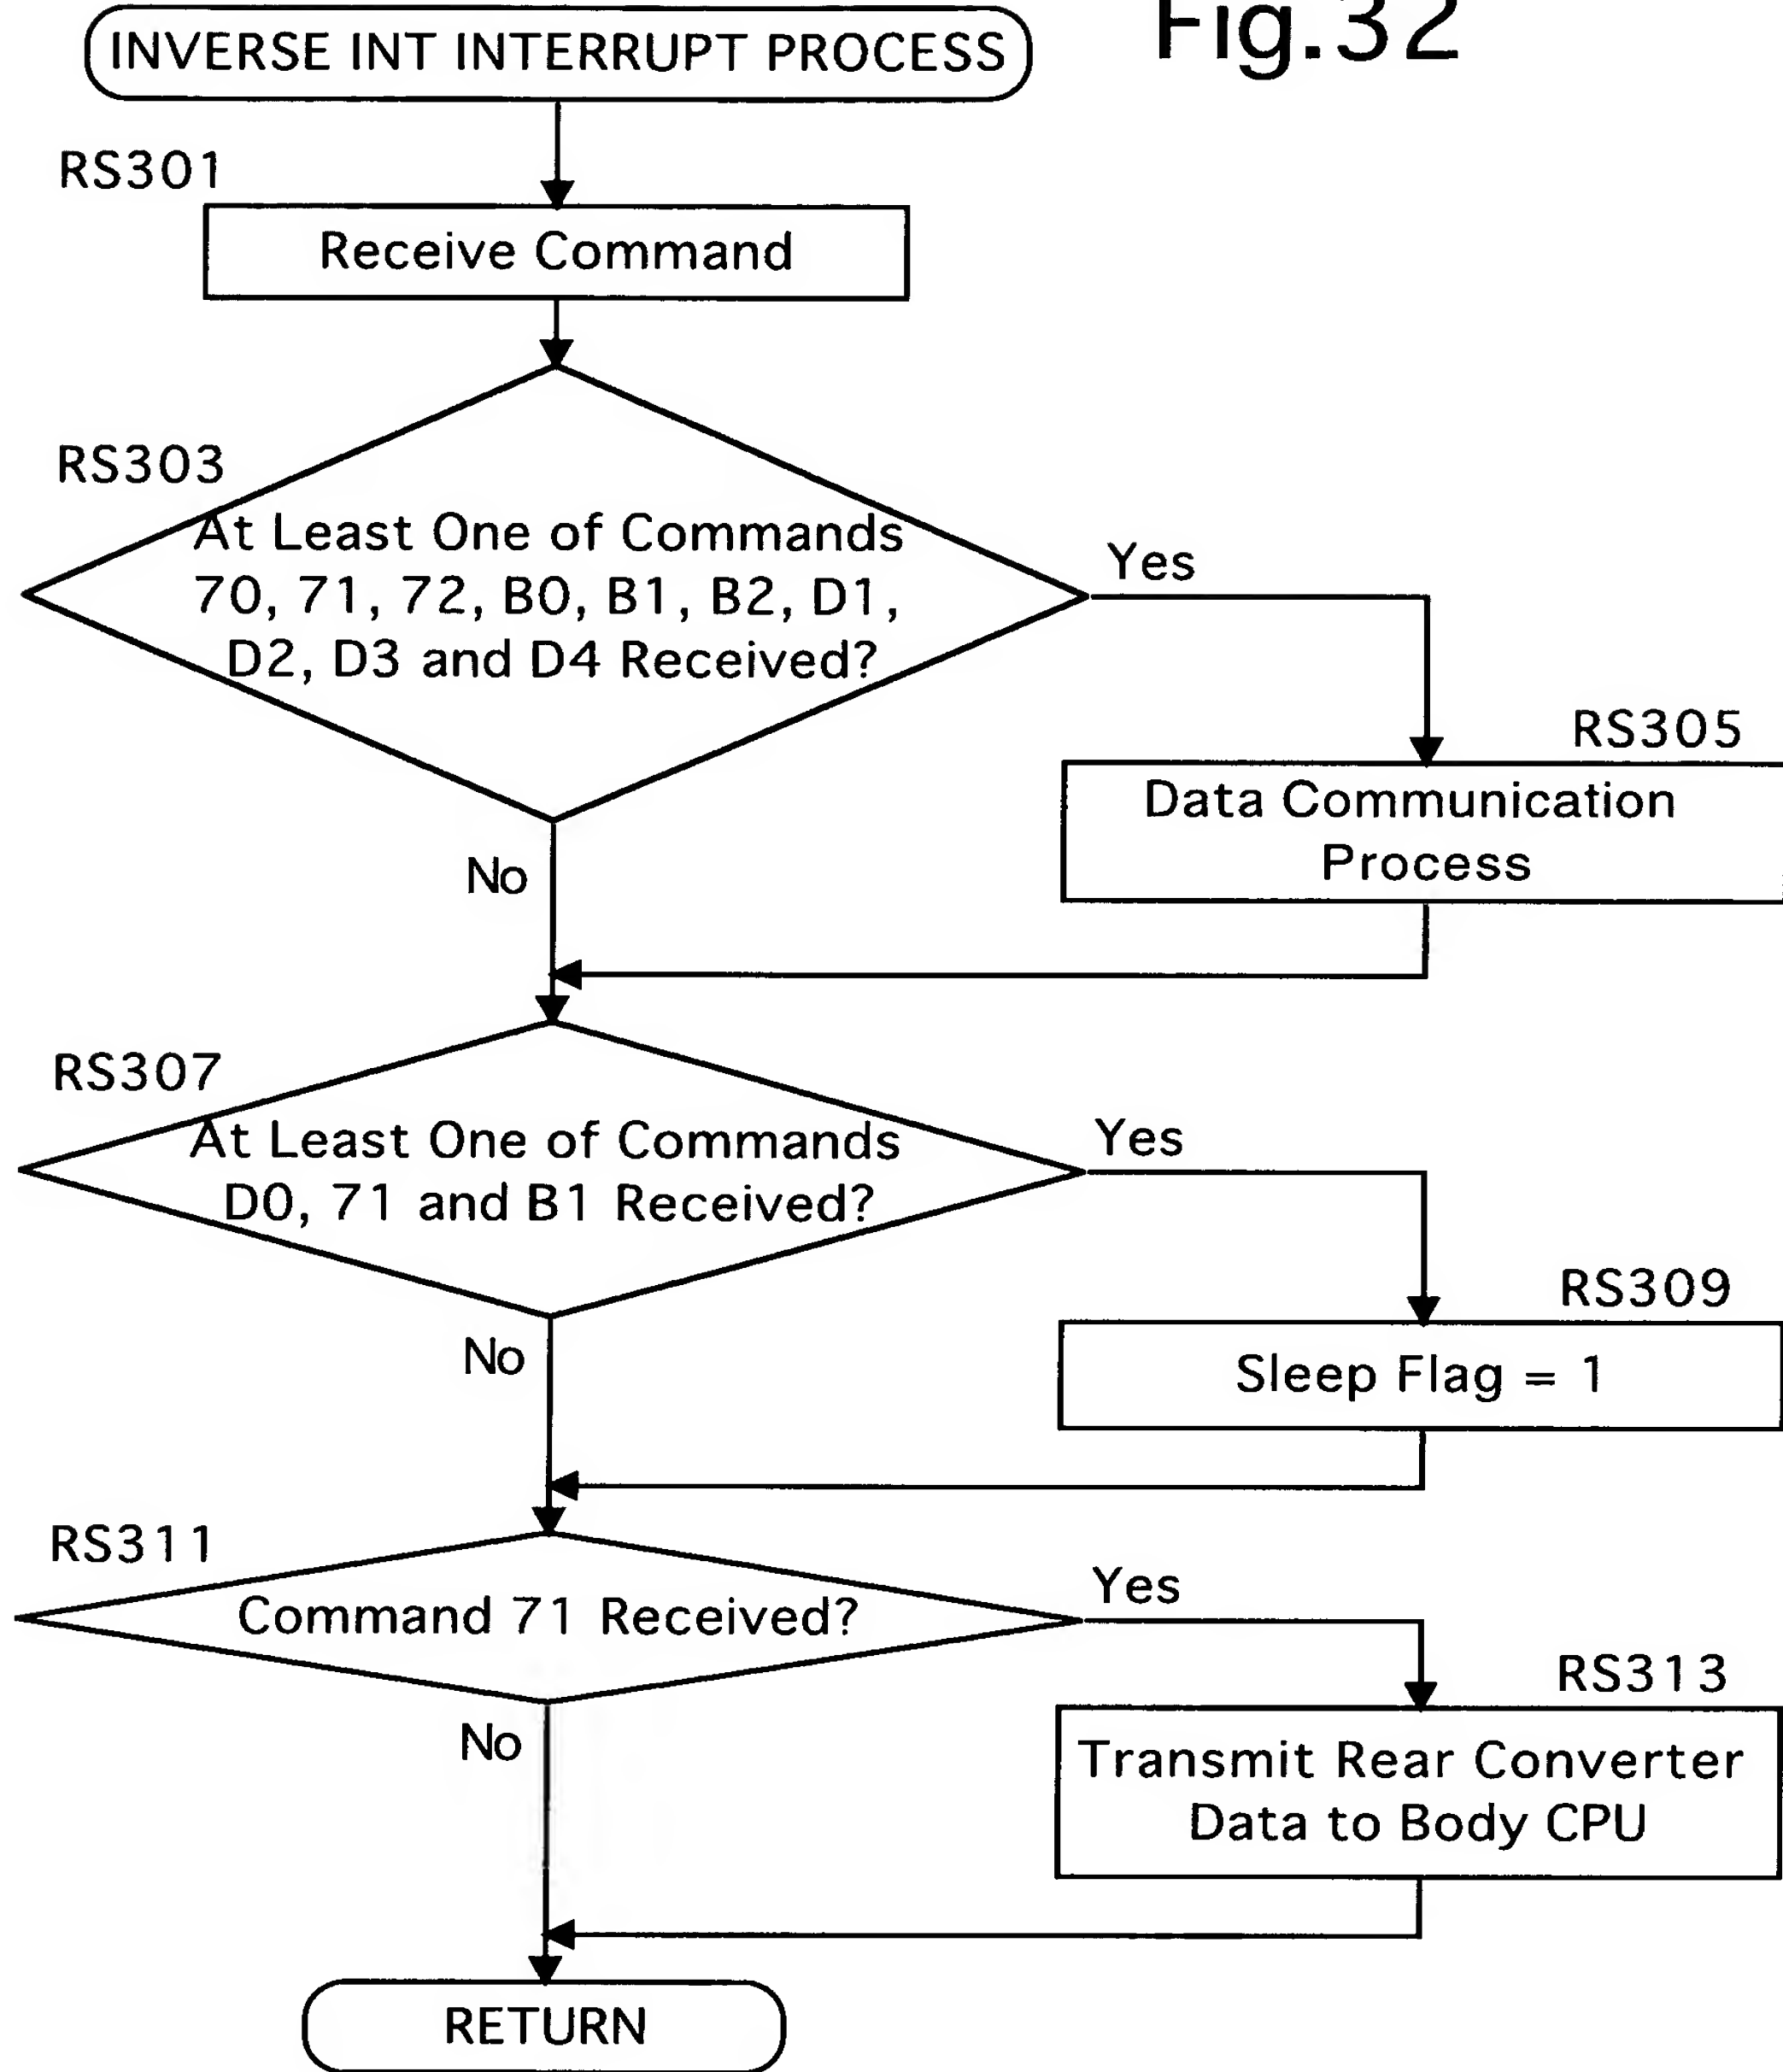 Fig.32
INVERSE INT INTERRUPT PROCESS
RS301
Receive Command
RS303
At Least One of Commands
70, 71, 72, B0, B1, B2, D1,
D2, D3 and D4 Received?
Yes
RS305
Data Communication
Process
No
RS307
At Least One of Commands
D0, 71 and B1 Received?
Yes
RS309
Sleep Flag = 1
No
RS311
Command 71 Received?
Yes
RS313
Transmit Rear Converter
Data to Body CPU
No
RETURN